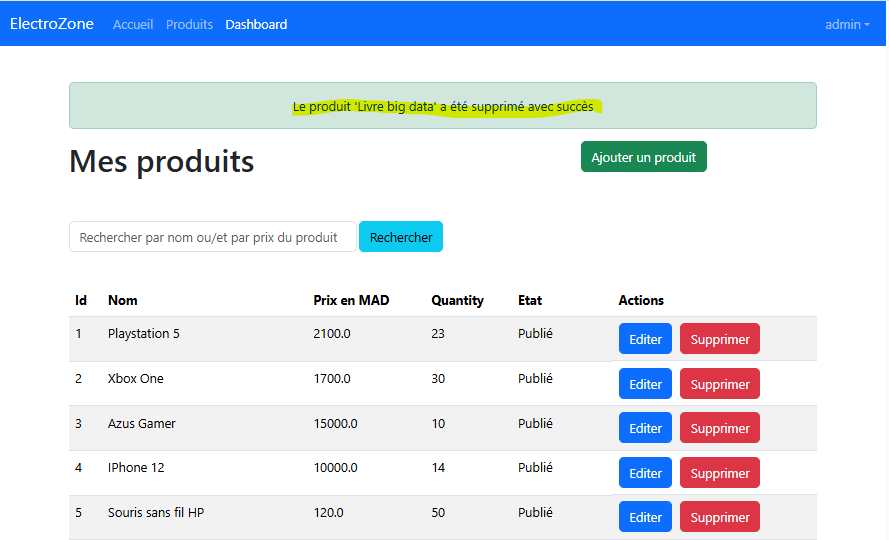 ElectroZone Accueil Produits Dashboard admin
Le produit 'Livre big data' a été supprimé avec succès
Mes produits Ajouter un produit
Rechercher par nom ou/et par prix du produit Rechercher
Id Nom Prix en MAD Quantity Etat Actions
1 Playstation 5 2100.0 23 Publié Editer Supprimer
2 Xbox One 1700.0 30 Publié Editer Supprimer
3 Azus Gamer 15000.0 10 Publié Editer Supprimer
4 IPhone 12 10000.0 14 Publié Editer Supprimer
5 Souris sans fil HP 120.0 50 Publié Editer Supprimer